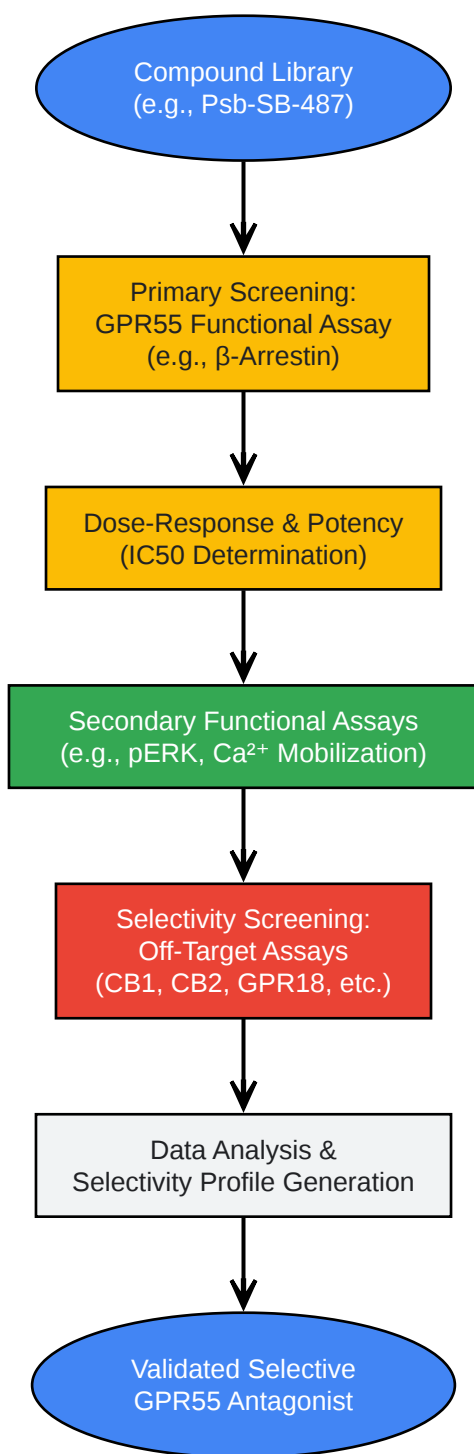 Compound Library
(e.g., Psb-SB-487)
Primary Screening:
GPR55 Functional Assay
(e.g., β-Arrestin)
Dose-Response & Potency
(IC50 Determination)
Secondary Functional Assays
(e.g., pERK, Ca²⁺ Mobilization)
Selectivity Screening:
Off-Target Assays
(CB1, CB2, GPR18, etc.)
Data Analysis &
Selectivity Profile Generation
Validated Selective
GPR55 Antagonist